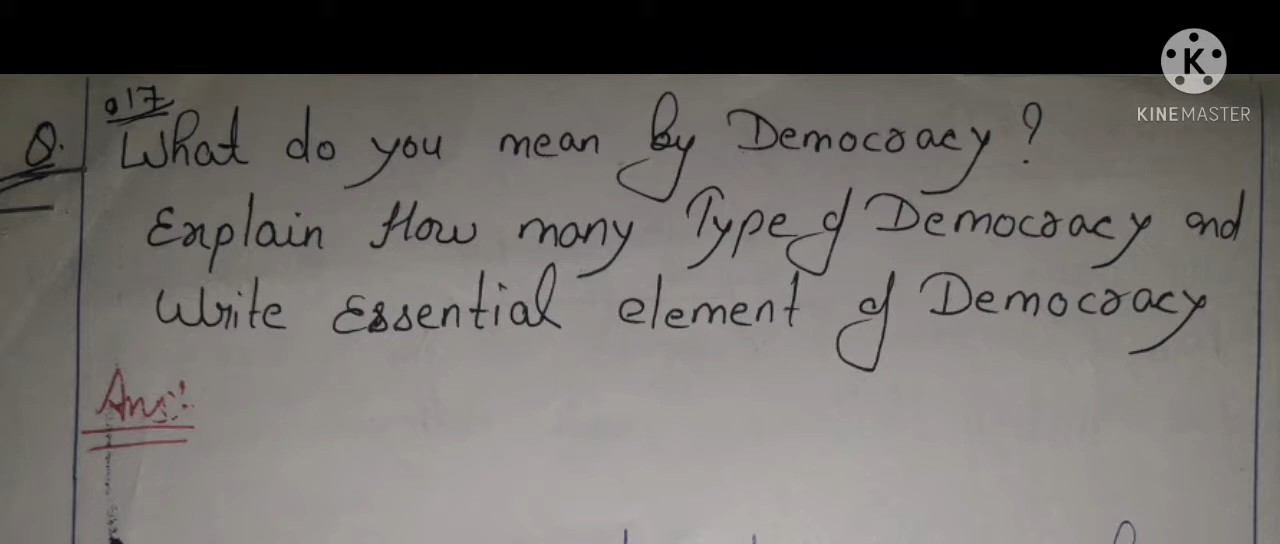 K
KINEMASTER
017
Q. What do you mean by Democracy?
Explain How many Type of Democracy and
Write Essential element of Democracy
Ans: